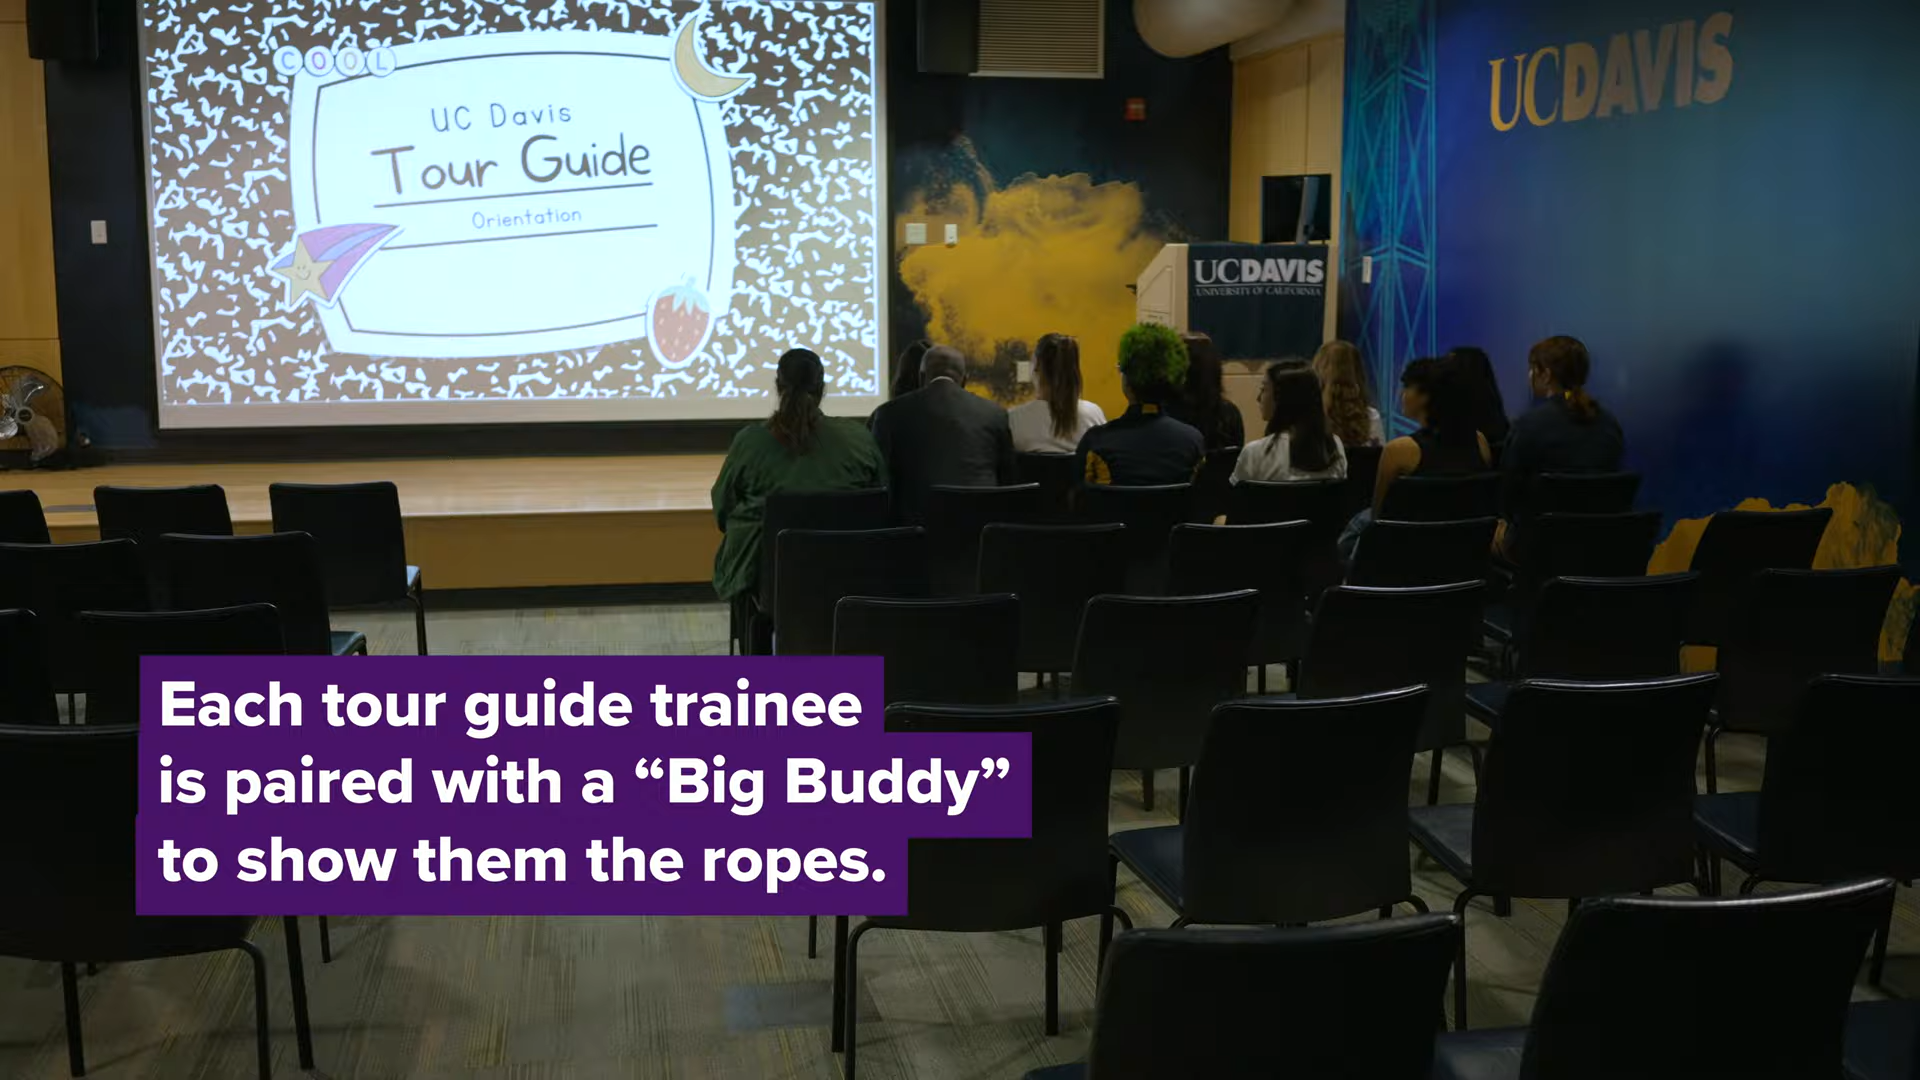 COOL
UC Davis
Tour Guide
Orientation
UCDAVIS
UCDAVIS
UNIVERSITY OF CALIFORNIA
Each tour guide trainee
is paired with a “Big Buddy”
to show them the ropes.